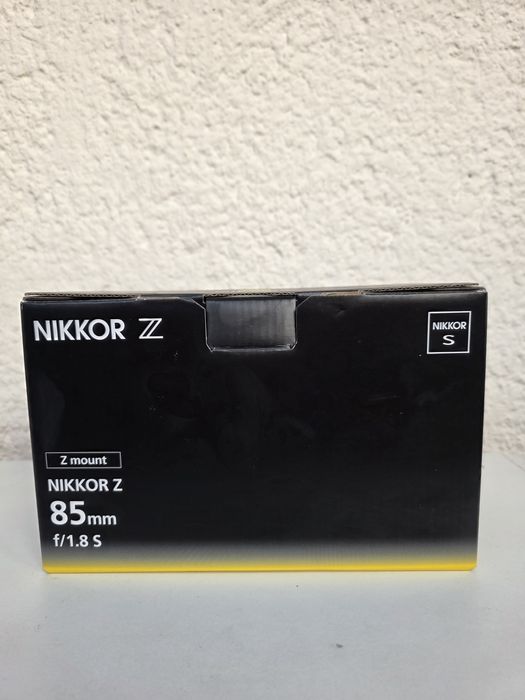 NIKKOR Z
NIKKOR
S
Z mount
NIKKOR Z
85mm
f/1.8 S